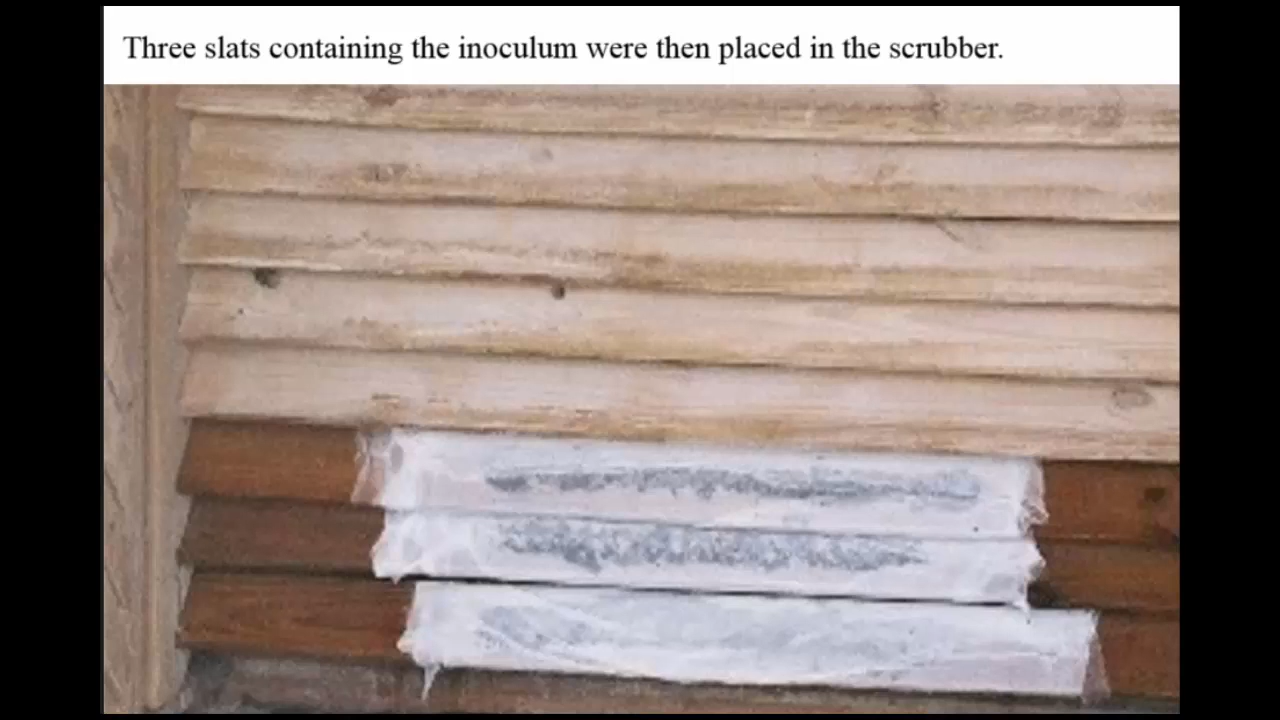 Three slats containing the inoculum were then placed in the scrubber.